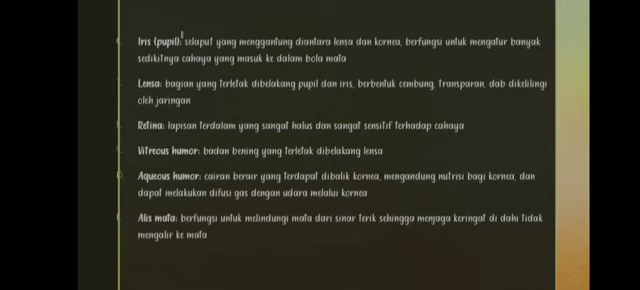 Iris (pupil): selaput yang menggantung diantara lensa dan kornea, berfungsi untuk mengatur banyak
sedikitnya cahaya yang masuk ke dalam bola mata
Lensa: bagian yang terletak dibelakang pupil dan iris, berbentuk cembung, transparan, dab dikelilingi
oleh jaringan
Retina: lapisan terdalam yang sangat halus dan sangat sensitif terhadap cahaya
Vitreous humor: badan bening yang terletak dibelakang lensa
Aqueous humor: cairan berair yang terdapat dibalik kornea, mengandung nutrisi bagi kornea, dan
dapat melakukan difusi gas dengan udara melalui kornea
Alis mata: berfungsi untuk melindungi mata dari sinar terik sehingga menjaga keringat di dahi tidak
mengalir ke mata